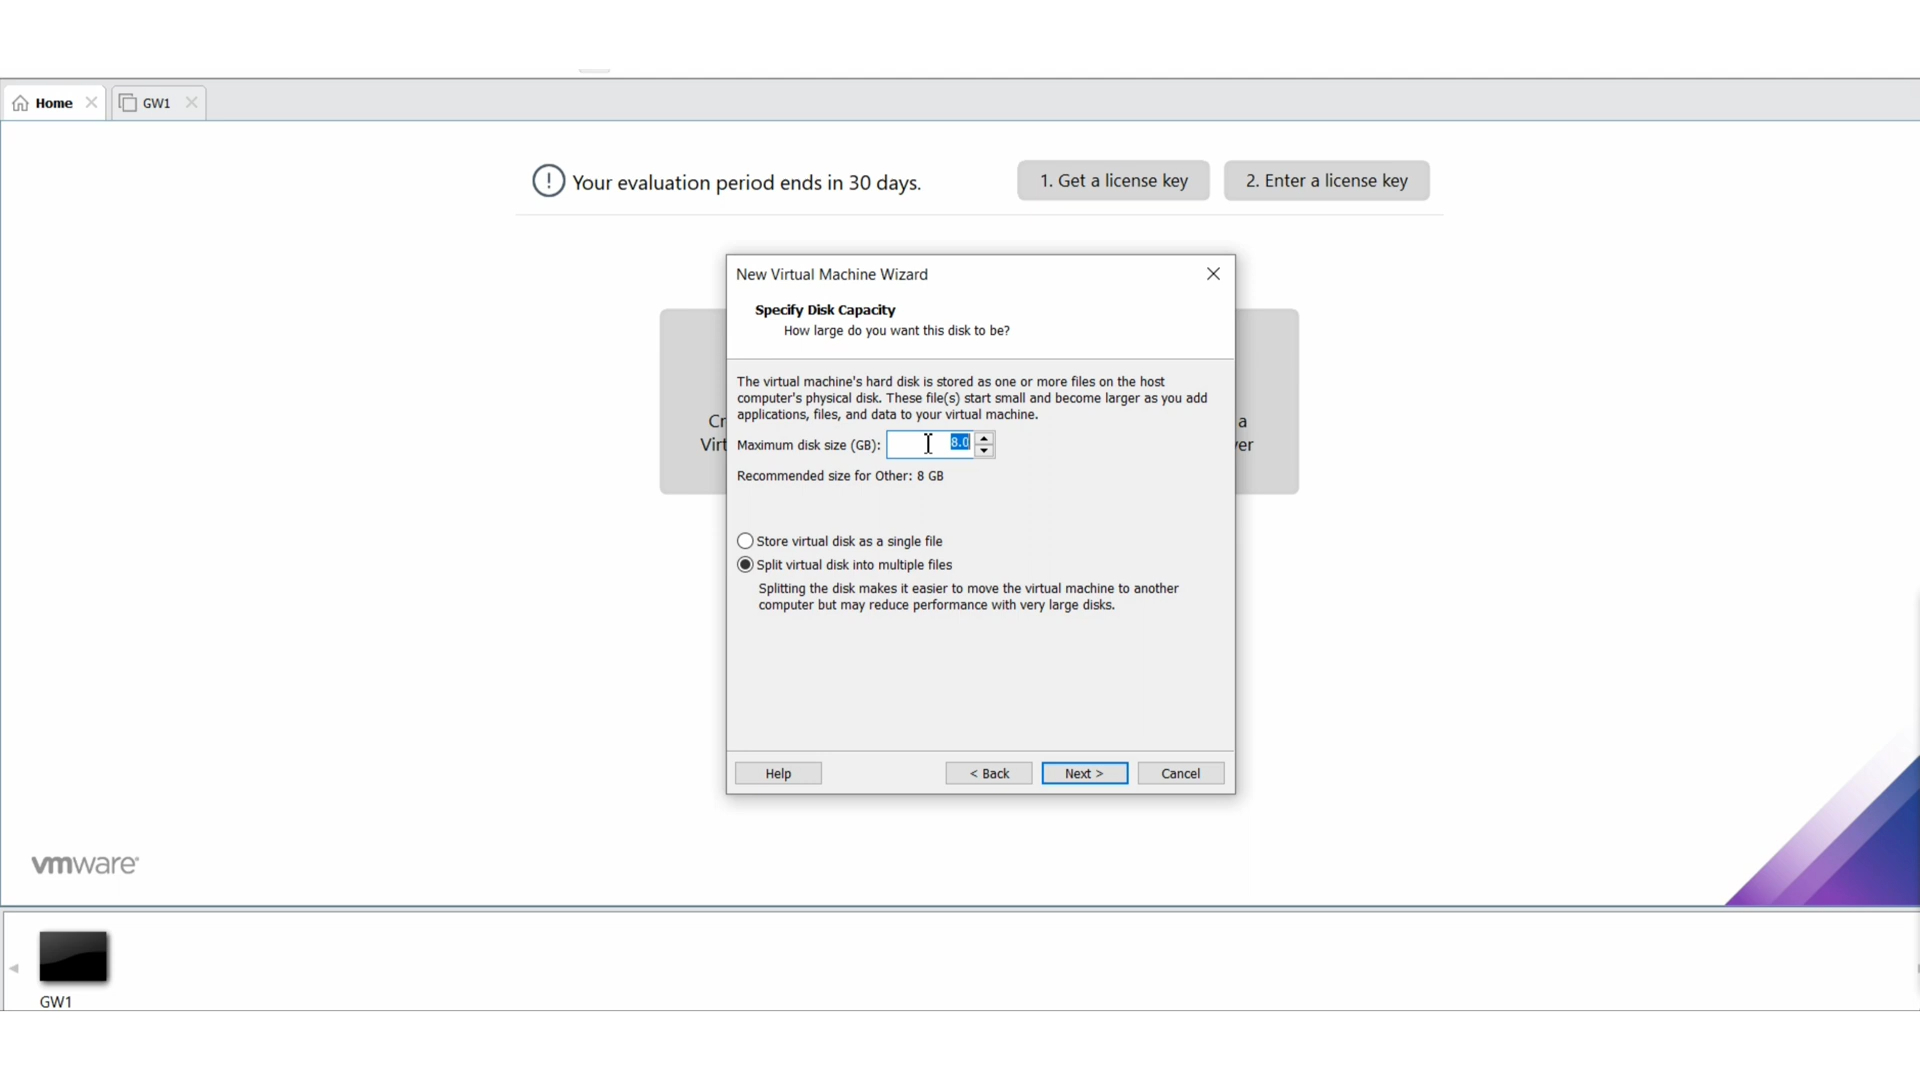 Home
GW1
Your evaluation period ends in 30 days.
1. Get a license key
2. Enter a license key
New Virtual Machine Wizard
Specify Disk Capacity
How large do you want this disk to be?
The virtual machine's hard disk is stored as one or more files on the host
computer's physical disk. These file(s) start small and become larger as you add
applications, files, and data to your virtual machine.
Cr
a
Virt
Maximum disk size (GB): 8.0
er
Recommended size for Other: 8 GB
Store virtual disk as a single file
Split virtual disk into multiple files
Splitting the disk makes it easier to move the virtual machine to another
computer but may reduce performance with very large disks.
Help
< Back
Next >
Cancel
vmware
GW1